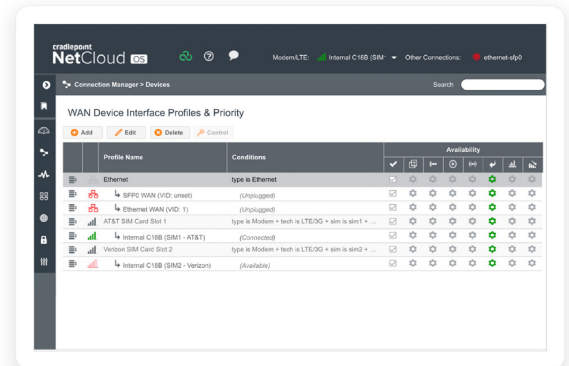 cradlepoint
NetCloud OS
Modem/LTE: Internal C18B (SIM- Other Connections: ethernet-sfp0
Connection Manager > Devices
Search
WAN Device Interface Profiles & Priority
Add Edit Delete Control
Availability
Profile Name Conditions
Ethernet type is Ethernet
SFP0 WAN (VID: unset) (Unplugged)
Ethernet WAN (VID: 1) (Unplugged)
AT&T SIM Card Slot 1 type is Modem + tech is LTE/3G + sim is sim1 + ...
Internal C18B (SIM1 - AT&T) (Connected)
Verizon SIM Card Slot 2 type is Modem + tech is LTE/3G + sim is sim2 + ...
Internal C18B (SIM2 - Verizon) (Available)